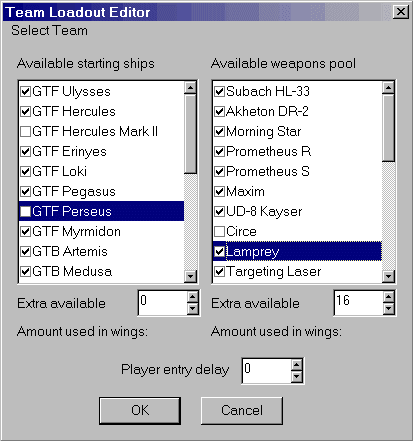 Team Loadout Editor
Select Team
Available starting ships
GTF Ulysses
GTF Hercules
GTF Hercules Mark II
GTF Erinyes
GTF Loki
GTF Pegasus
GTF Perseus
GTF Myrmidon
GTB Artemis
GTB Medusa
Extra available 0
Amount used in wings:
Available weapons pool
Subach HL-33
Akheton DR-2
Morning Star
Prometheus R
Prometheus S
Maxim
UD-8 Kayser
Circe
Lamprey
Targeting Laser
Extra available 16
Amount used in wings:
Player entry delay 0
OK Cancel